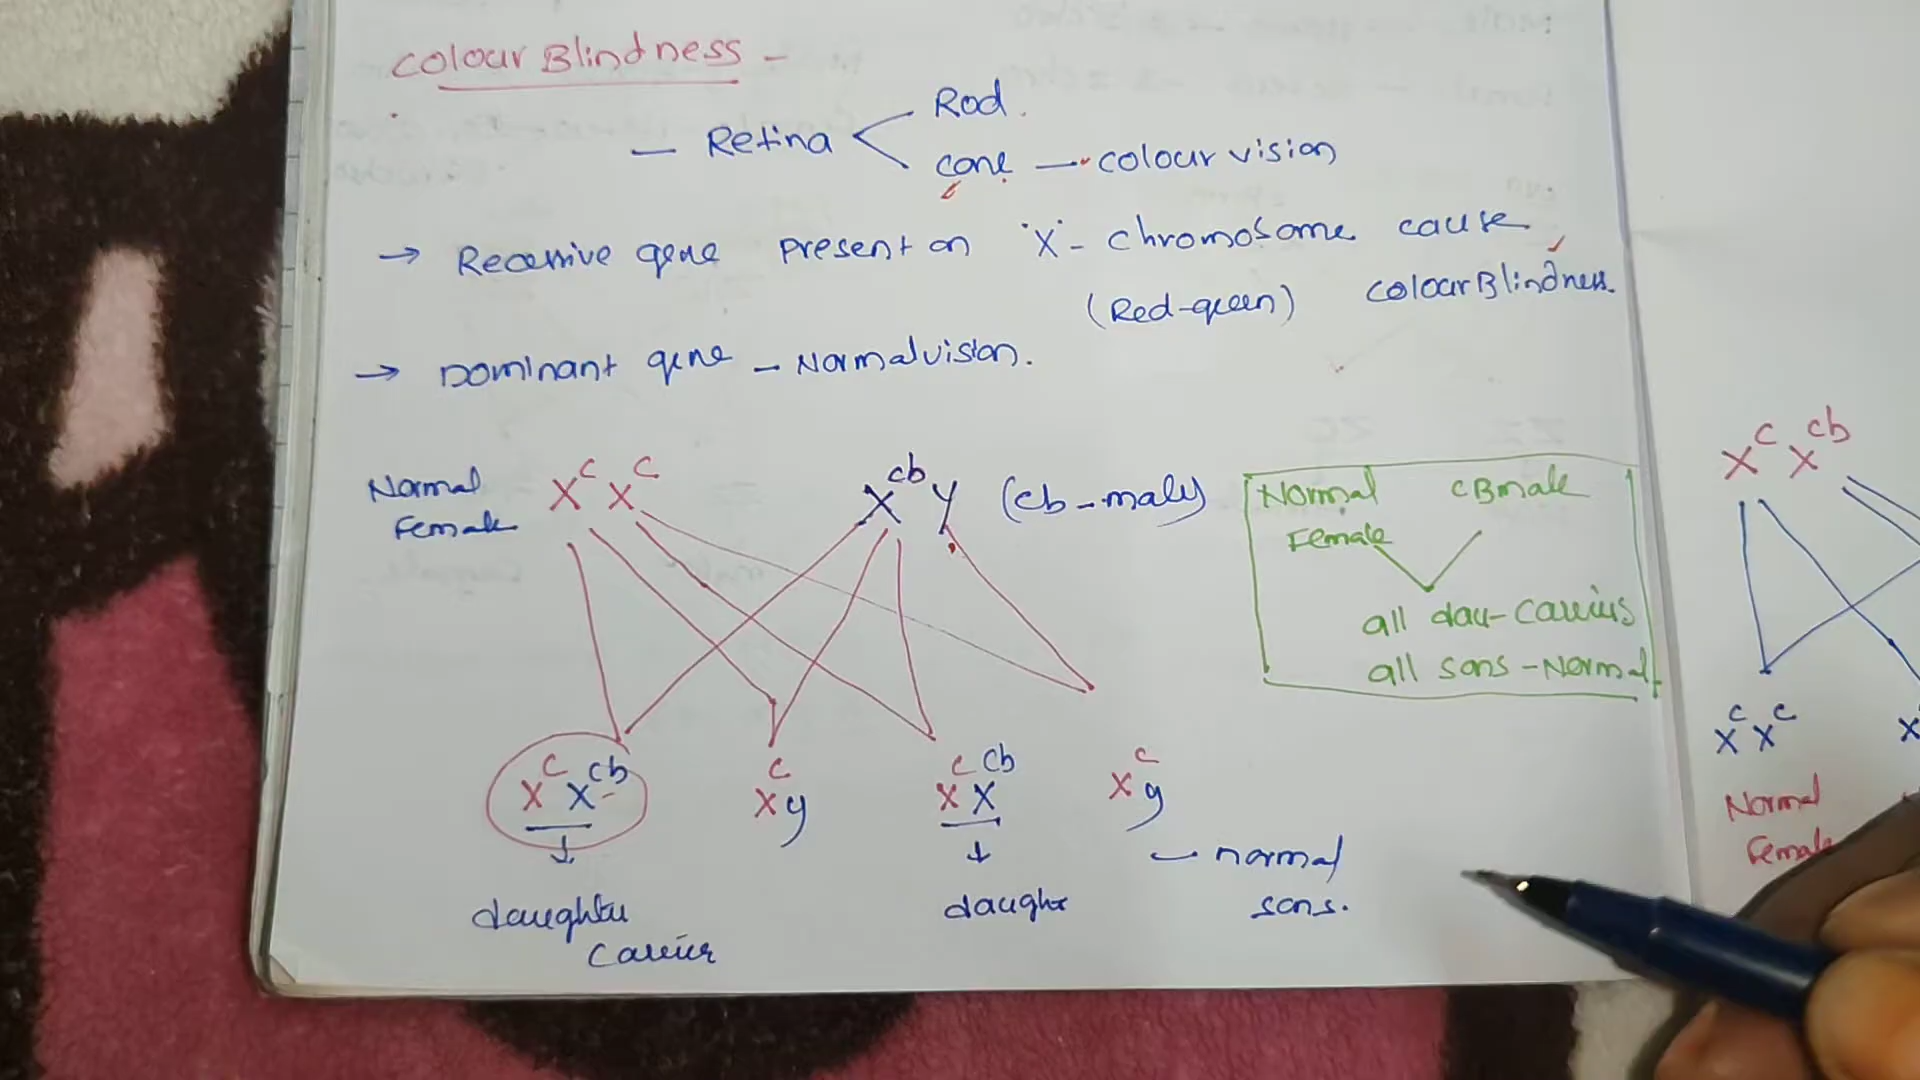 Colour Blindness -
- Retina < Rod.
cone - colour vision
→ Recessive gene present on 'X' - chromosome cause
(Red-green) colour Blindness.
→ Dominant gene - Normal vision.
Normal Female X^c X^c
X^cb Y (cb-male)
Normal Female
CB male
all dau - carriers
all sons - Normal
X^c X^cb
X^c y
X^c X^cb
X^c y
↓
daughter carrier
↓
daughter
- normal sons.
X^c X^cb
X^c X^c
X
Normal
Female